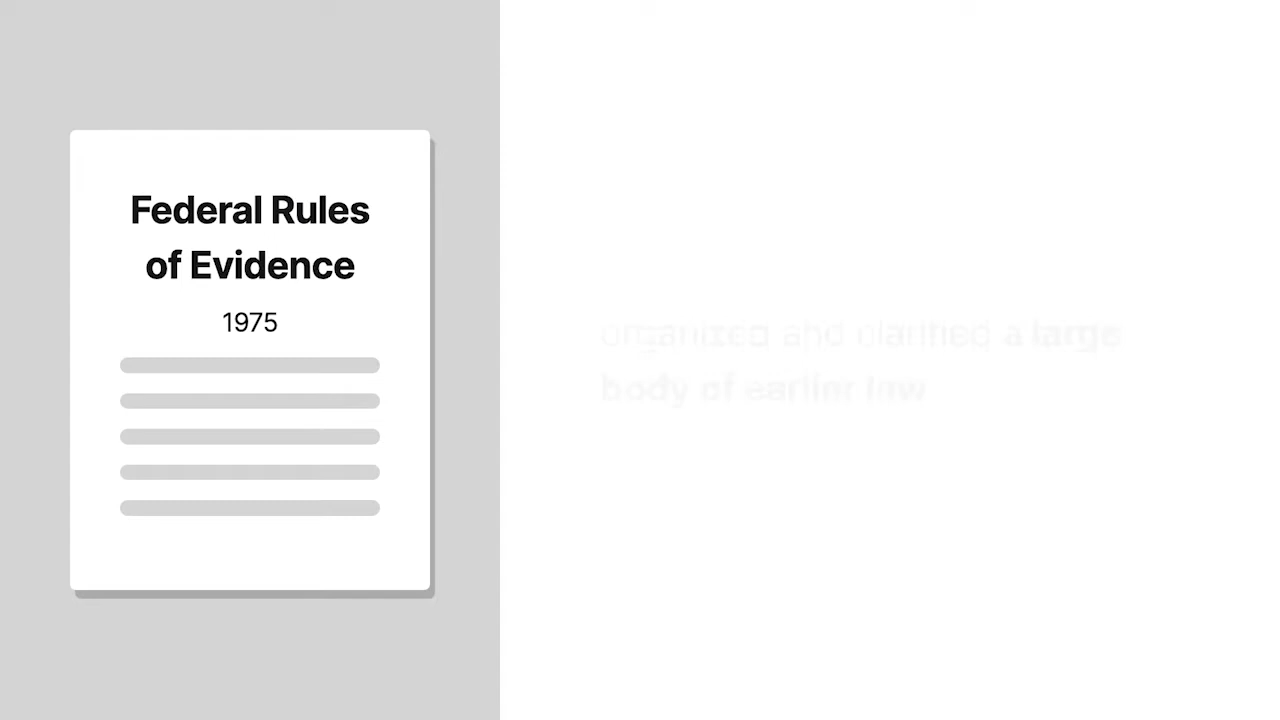 Federal Rules
of Evidence
1975
organized and clarified a large
body of earlier law